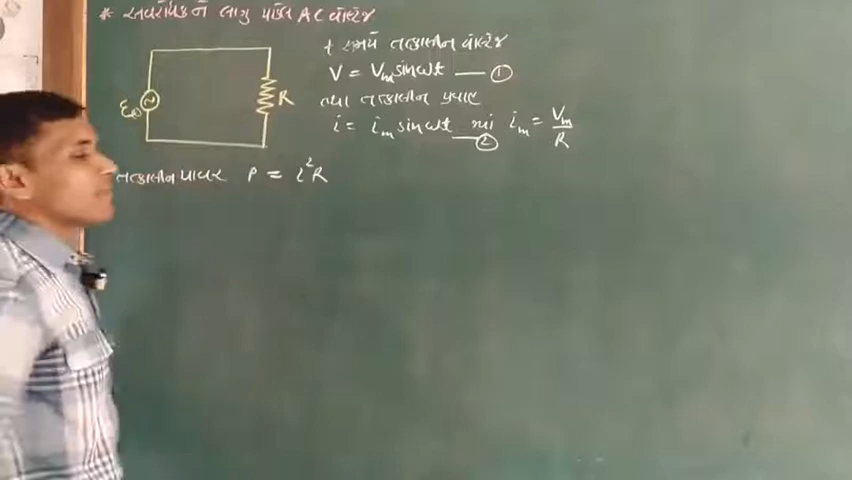 * અવરોધકને લાગુ પાડેલ AC વોલ્ટેજ
t સમયે તત્કાલીન વોલ્ટેજ
V = Vm sinωt — ①
તથા તત્કાલીન પ્રવાહ
i = im sinωt જ્યાં im = Vm/R
— ②
R
તત્કાલીન પાવર P = i²R